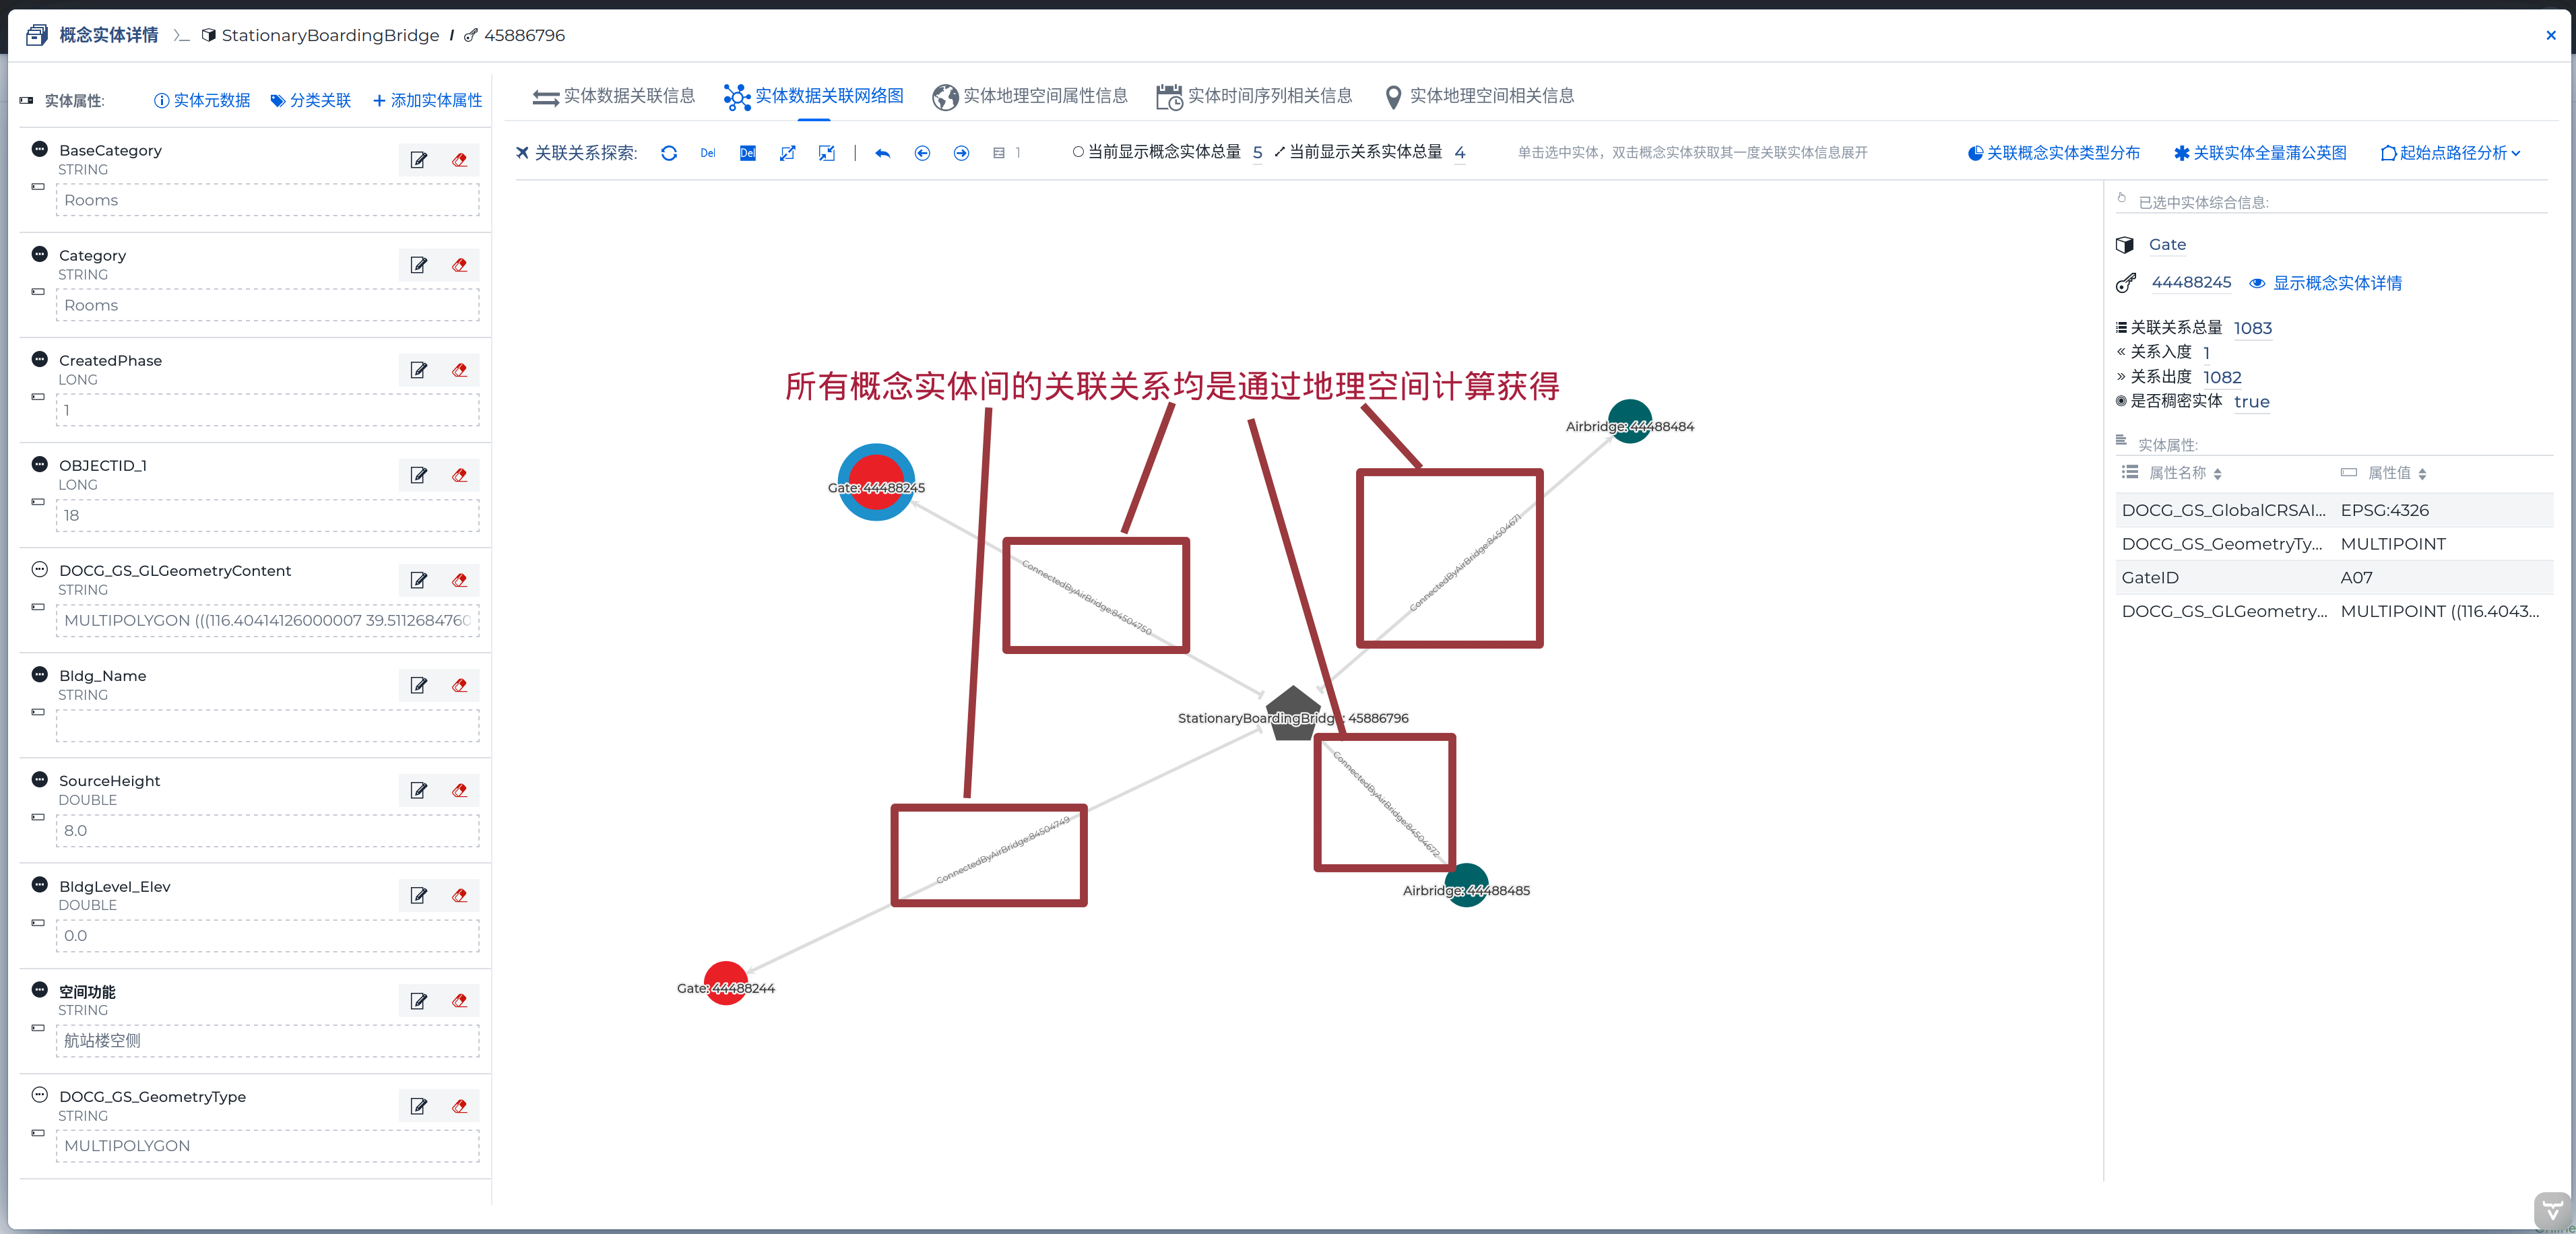 概念实体详情 StationaryBoardingBridge / 45886796
实体属性: 实体元数据 分类关联 + 添加实体属性
BaseCategory
STRING
Rooms
Category
STRING
Rooms
CreatedPhase
LONG
1
OBJECTID_1
LONG
18
DOCG_GS_GLGeometryContent
STRING
MULTIPOLYGON (((116.40414126000007 39.5112684760
Bldg_Name
STRING
SourceHeight
DOUBLE
8.0
BldgLevel_Elev
DOUBLE
0.0
空间功能
STRING
航站楼空侧
DOCG_GS_GeometryType
STRING
MULTIPOLYGON
实体数据关联信息 实体数据关联网络图 实体地理空间属性信息 实体时间序列相关信息 实体地理空间相关信息
关联关系探索: Del Del | 1 当前显示概念实体总量 5 当前显示关系实体总量 4 单击选中实体，双击概念实体获取其一度关联实体信息展开 关联概念实体类型分布 关联实体全量蒲公英图 起始点路径分析
所有概念实体间的关联关系均是通过地理空间计算获得
Airbridge: 44488484
Gate: 44488245
ConnectedByAirBridge:84504671
ConnectedByAirBridge:84504750
StationaryBoardingBridge: 45886796
ConnectedByAirBridge:84504672
ConnectedByAirBridge:84504749
Airbridge: 44488485
Gate: 44488244
已选中实体综合信息:
Gate
44488245 显示概念实体详情
关联关系总量 1083
« 关系入度 1
» 关系出度 1082
是否稠密实体 true
实体属性:
属性名称 属性值
DOCG_GS_GlobalCRSAI... EPSG:4326
DOCG_GS_GeometryTy... MULTIPOINT
GateID A07
DOCG_GS_GLGeometry... MULTIPOINT ((116.4043...